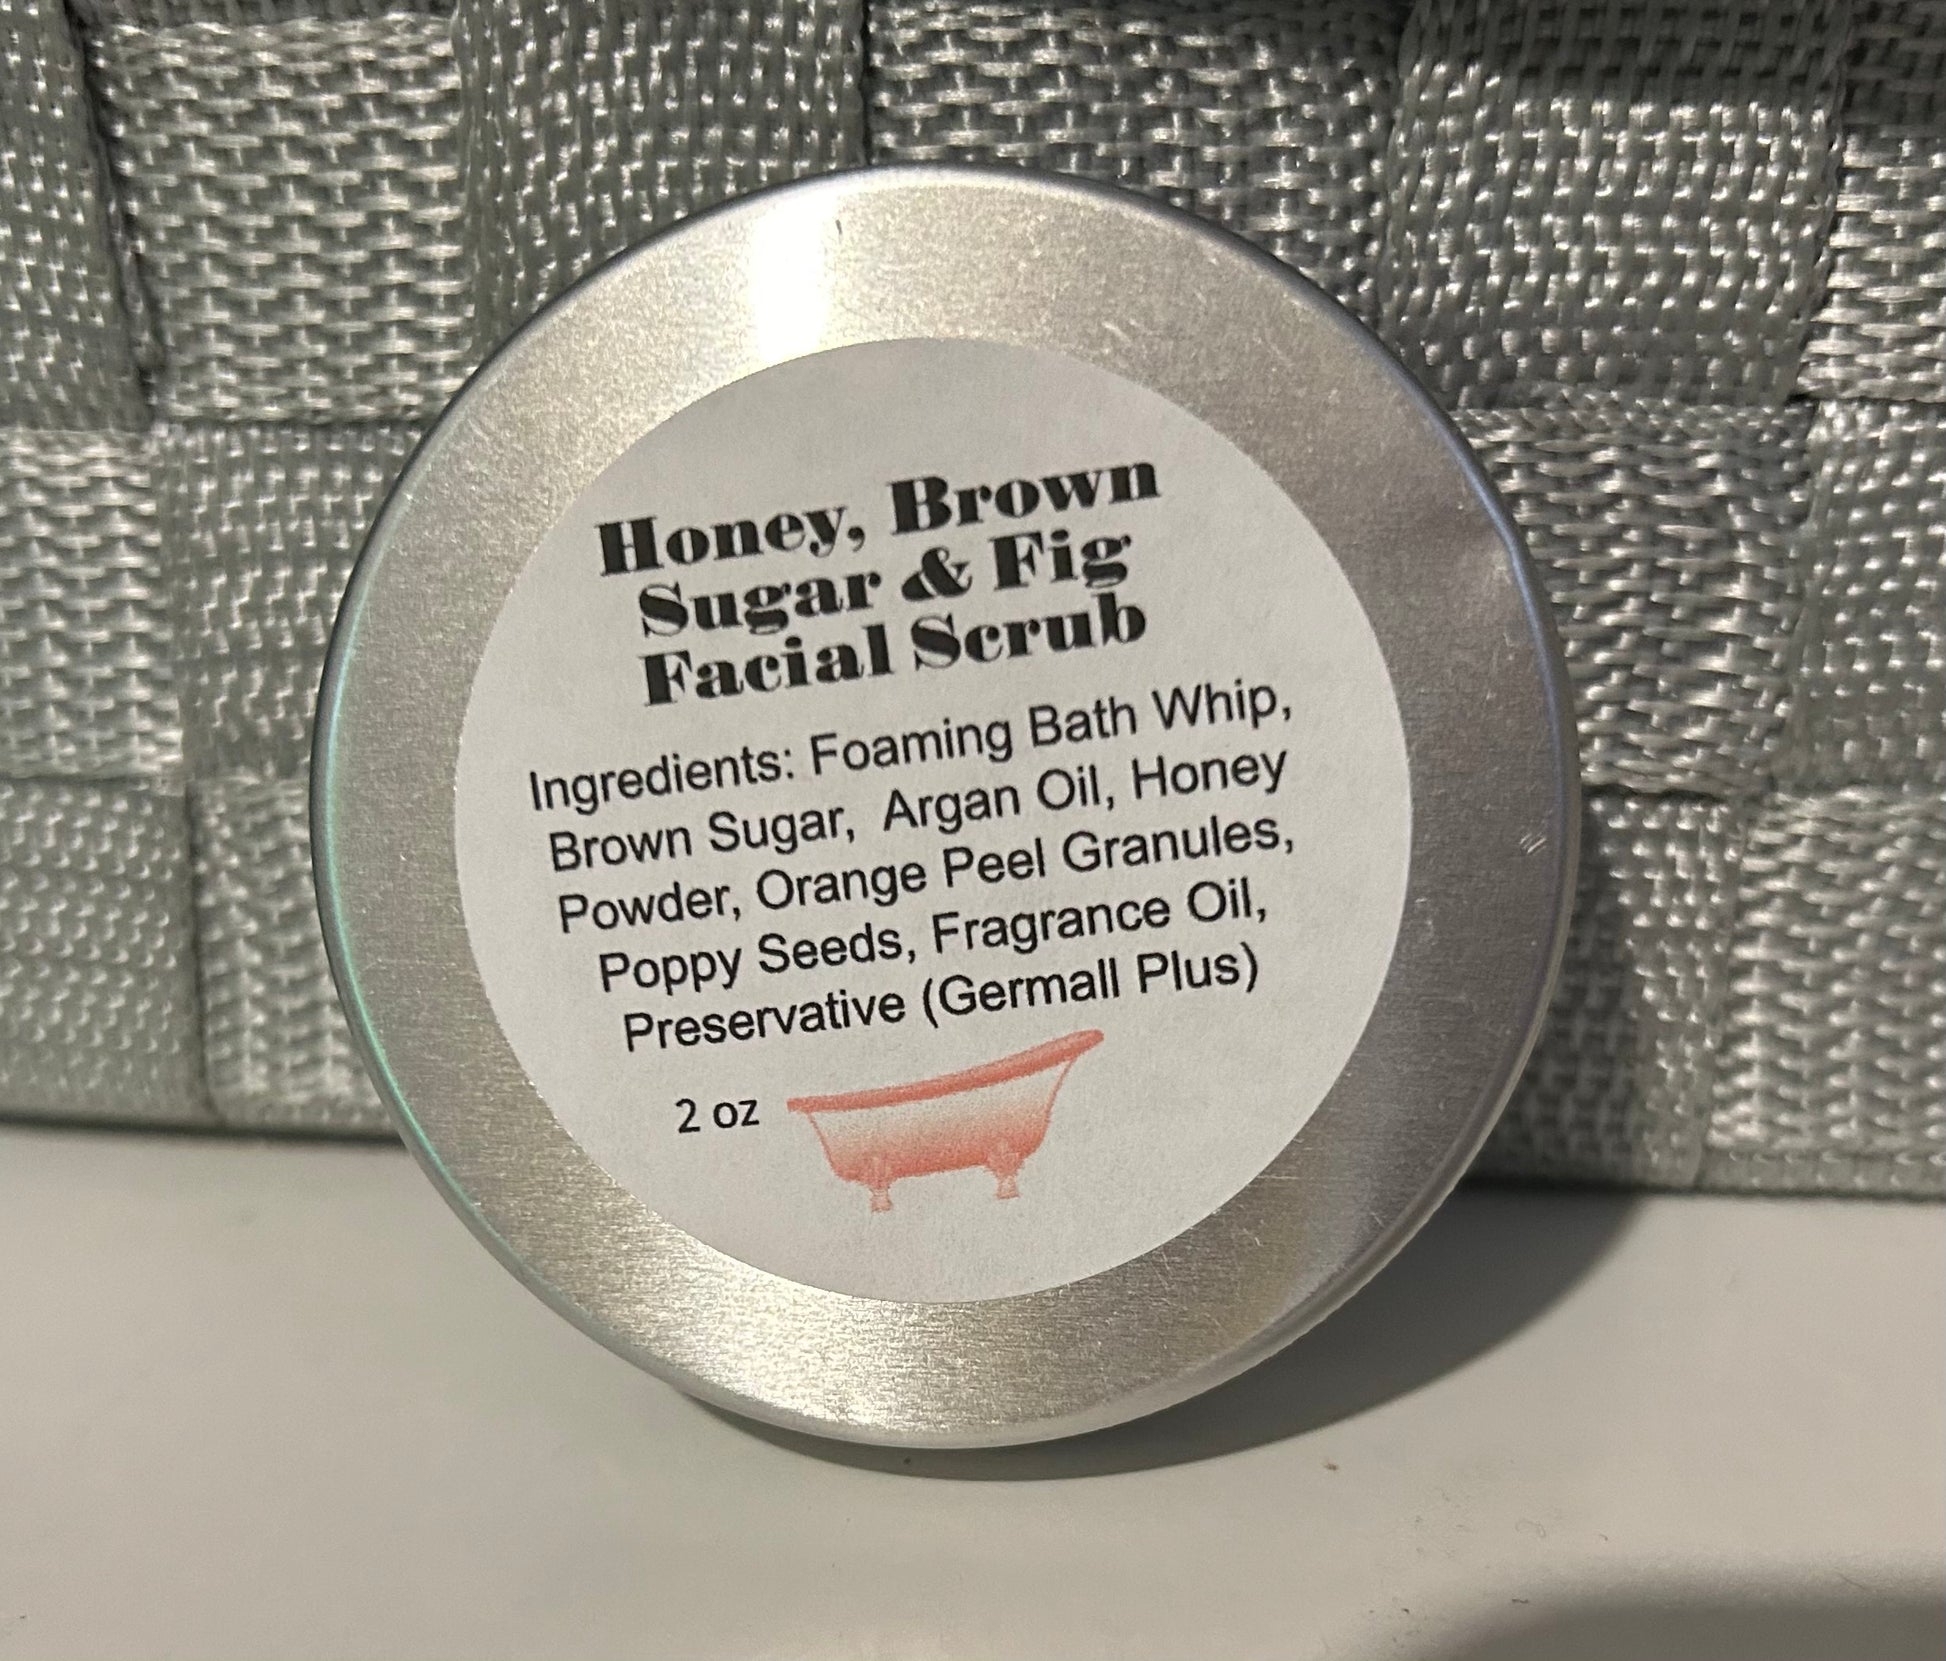 Honey, Brown
Sugar & Fig
Facial Scrub
Ingredients: Foaming Bath Whip,
Brown Sugar, Argan Oil, Honey
Powder, Orange Peel Granules,
Poppy Seeds, Fragrance Oil,
Preservative (Germall Plus)
2 oz